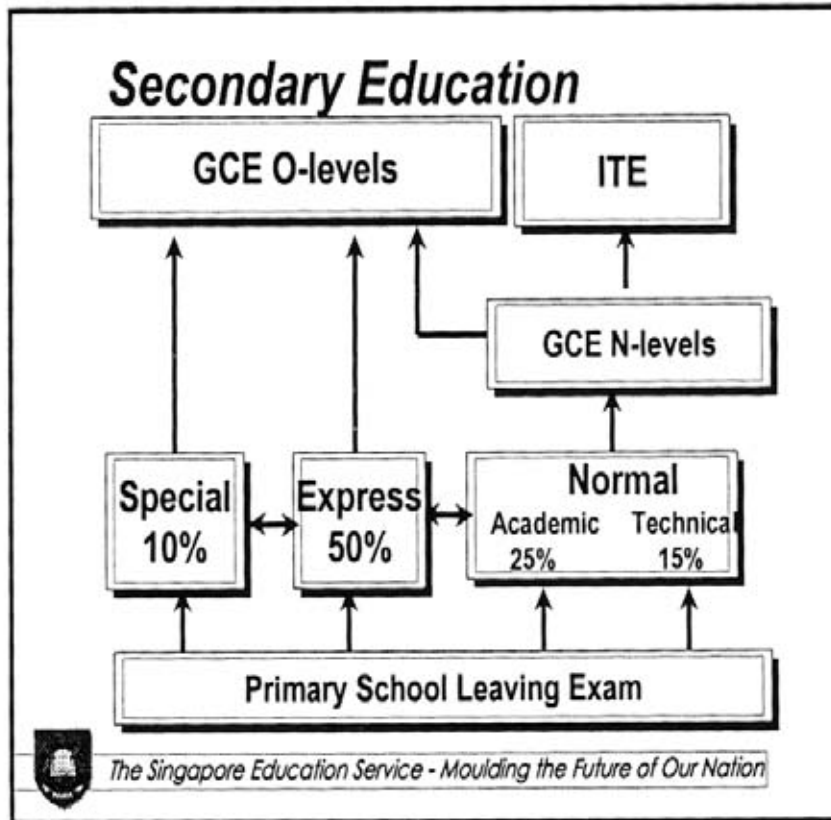 Secondary Education
GCE O-levels
ITE
GCE N-levels
Special
10%
Express
50%
Normal
Academic Technical
25% 15%
Primary School Leaving Exam
The Singapore Education Service - Moulding the Future of Our Nation